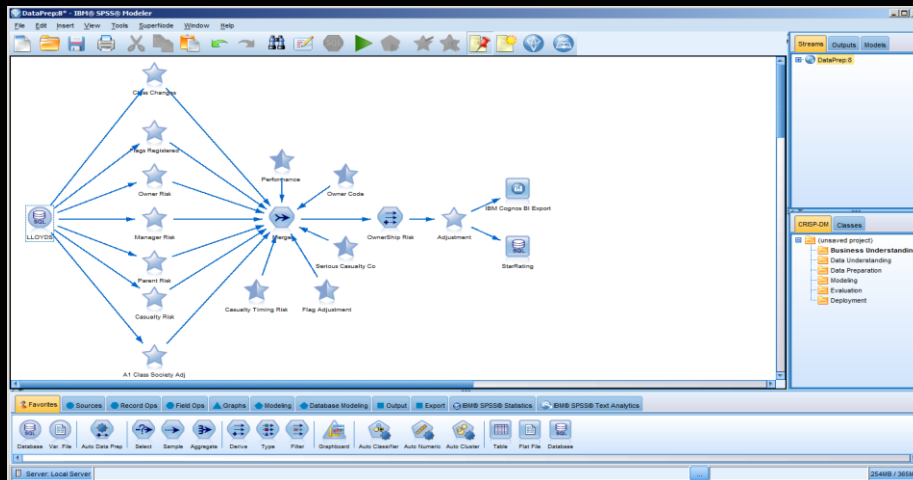 DataPrep:8* - IBM® SPSS® Modeler
File Edit Insert View Tools SuperNode Window Help
Streams Outputs Models
DataPrep:8
Class Changes
Flags Registered
Performance
Owner Risk
Owner Code
SQL
LLOYDS
Manager Risk
Merge
OwnerShip Risk
Adjustment
IBM Cognos BI Export
SQL
StarRating
Parent Risk
Serious Casualty Co
Casualty Risk
Casualty Timing Risk
Flag Adjustment
A1 Class Society Adj
CRISP-DM Classes
(unsaved project)
Business Understanding
Data Understanding
Data Preparation
Modeling
Evaluation
Deployment
Favorites Sources Record Ops Field Ops Graphs Modeling Database Modeling Output Export IBM® SPSS® Statistics IBM® SPSS® Text Analytics
SQL SQL
Database Var. File Auto Data Prep Select Sample Aggregate Derive Type Filter Graphboard Auto Classifier Auto Numeric Auto Cluster Table Flat File Database
Server: Local Server ... 254MB / 365M